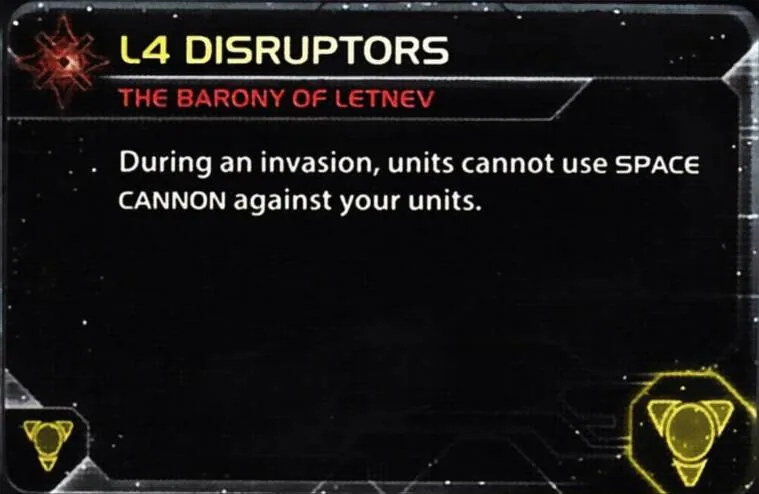 L4 DISRUPTORS
THE BARONY OF LETNEV
During an invasion, units cannot use SPACE
CANNON against your units.